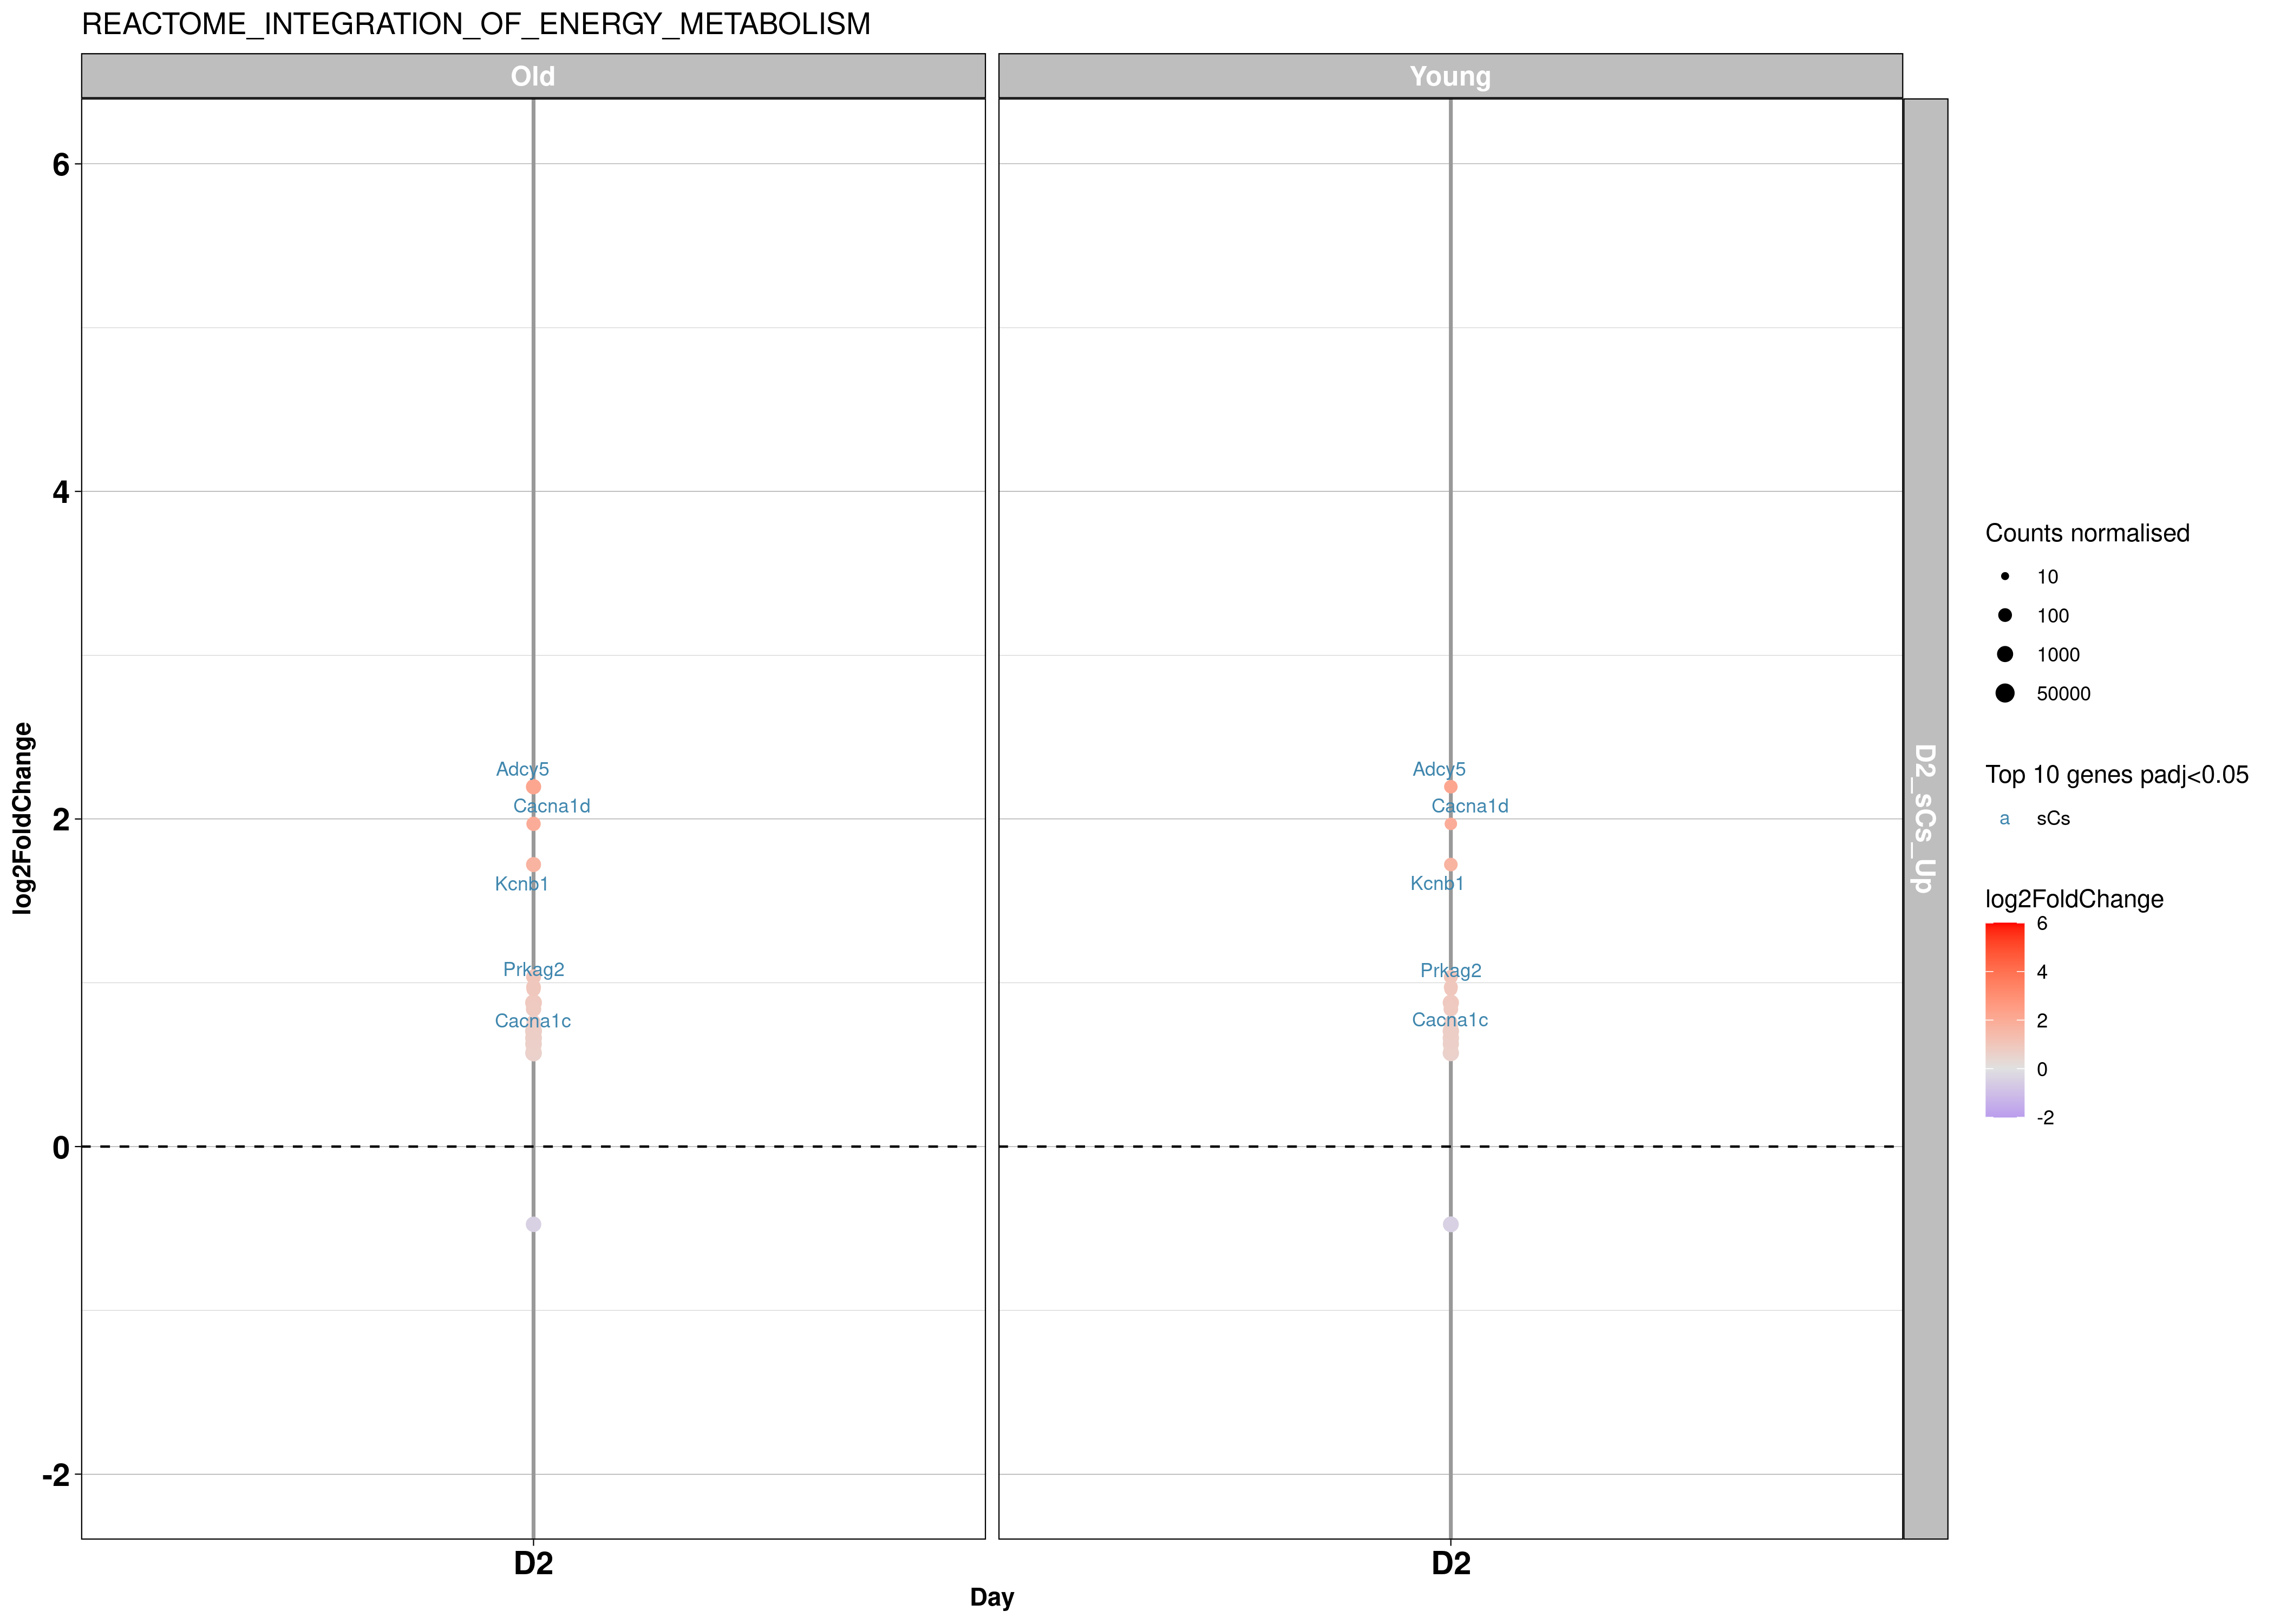 REACTOME_INTEGRATION_OF_ENERGY_METABOLISM
Old
Young
6
4
2
0
-2
log2FoldChange
Adcy5
Cacna1d
Kcnb1
Prkag2
Cacna1c
Adcy5
Cacna1d
Kcnb1
Prkag2
Cacna1c
D2_sCs_Up
D2
D2
Day
Counts normalised
10
100
1000
50000
Top 10 genes padj<0.05
a sCs
log2FoldChange
6
4
2
0
-2